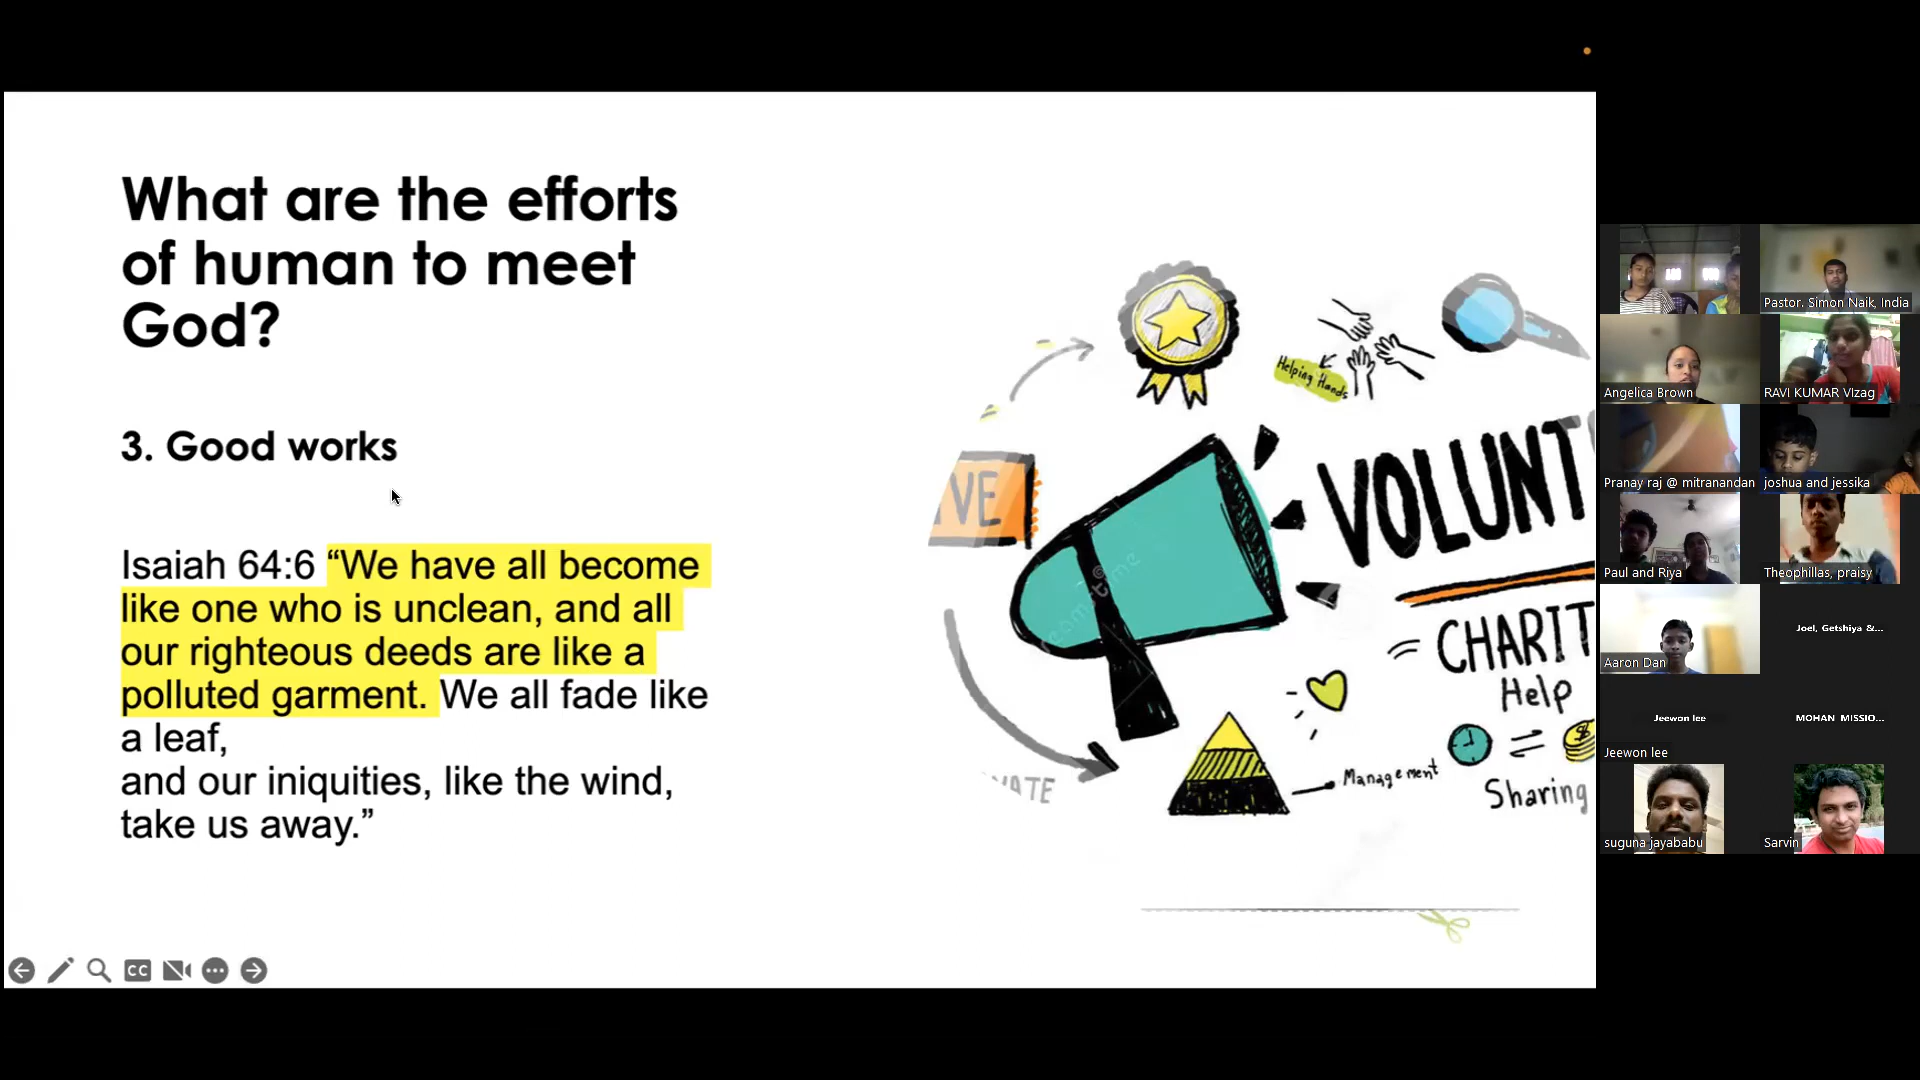 What are the efforts
of human to meet
God?
3. Good works
Isaiah 64:6 “We have all become
like one who is unclean, and all
our righteous deeds are like a
polluted garment. We all fade like
a leaf,
and our iniquities, like the wind,
take us away.”
Helping Hands
VE
VOLUNT
= CHARIT
Help
Management
Sharing
VATE
CC
Pastor. Simon Naik, India
Angelica Brown
RAVI KUMAR VIzag
Pranay raj @ mitranandan
joshua and jessika
Paul and Riya
Theophillas, praisy
Aaron Dan
Joel, Getshiya &...
Jeewon lee
MOHAN MISSIO...
Jeewon lee
suguna jayababu
Sarvin